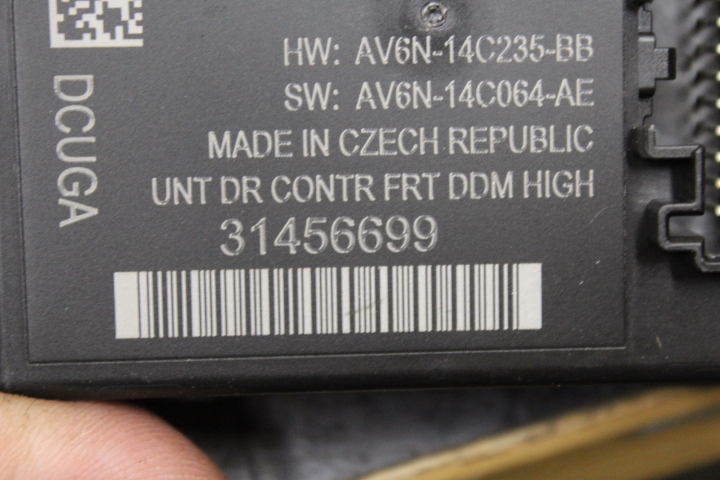 HW: AV6N-14C235-BB
SW: AV6N-14C064-AE
MADE IN CZECH REPUBLIC
UNT DR CONTR FRT DDM HIGH
31456699
DCUGA